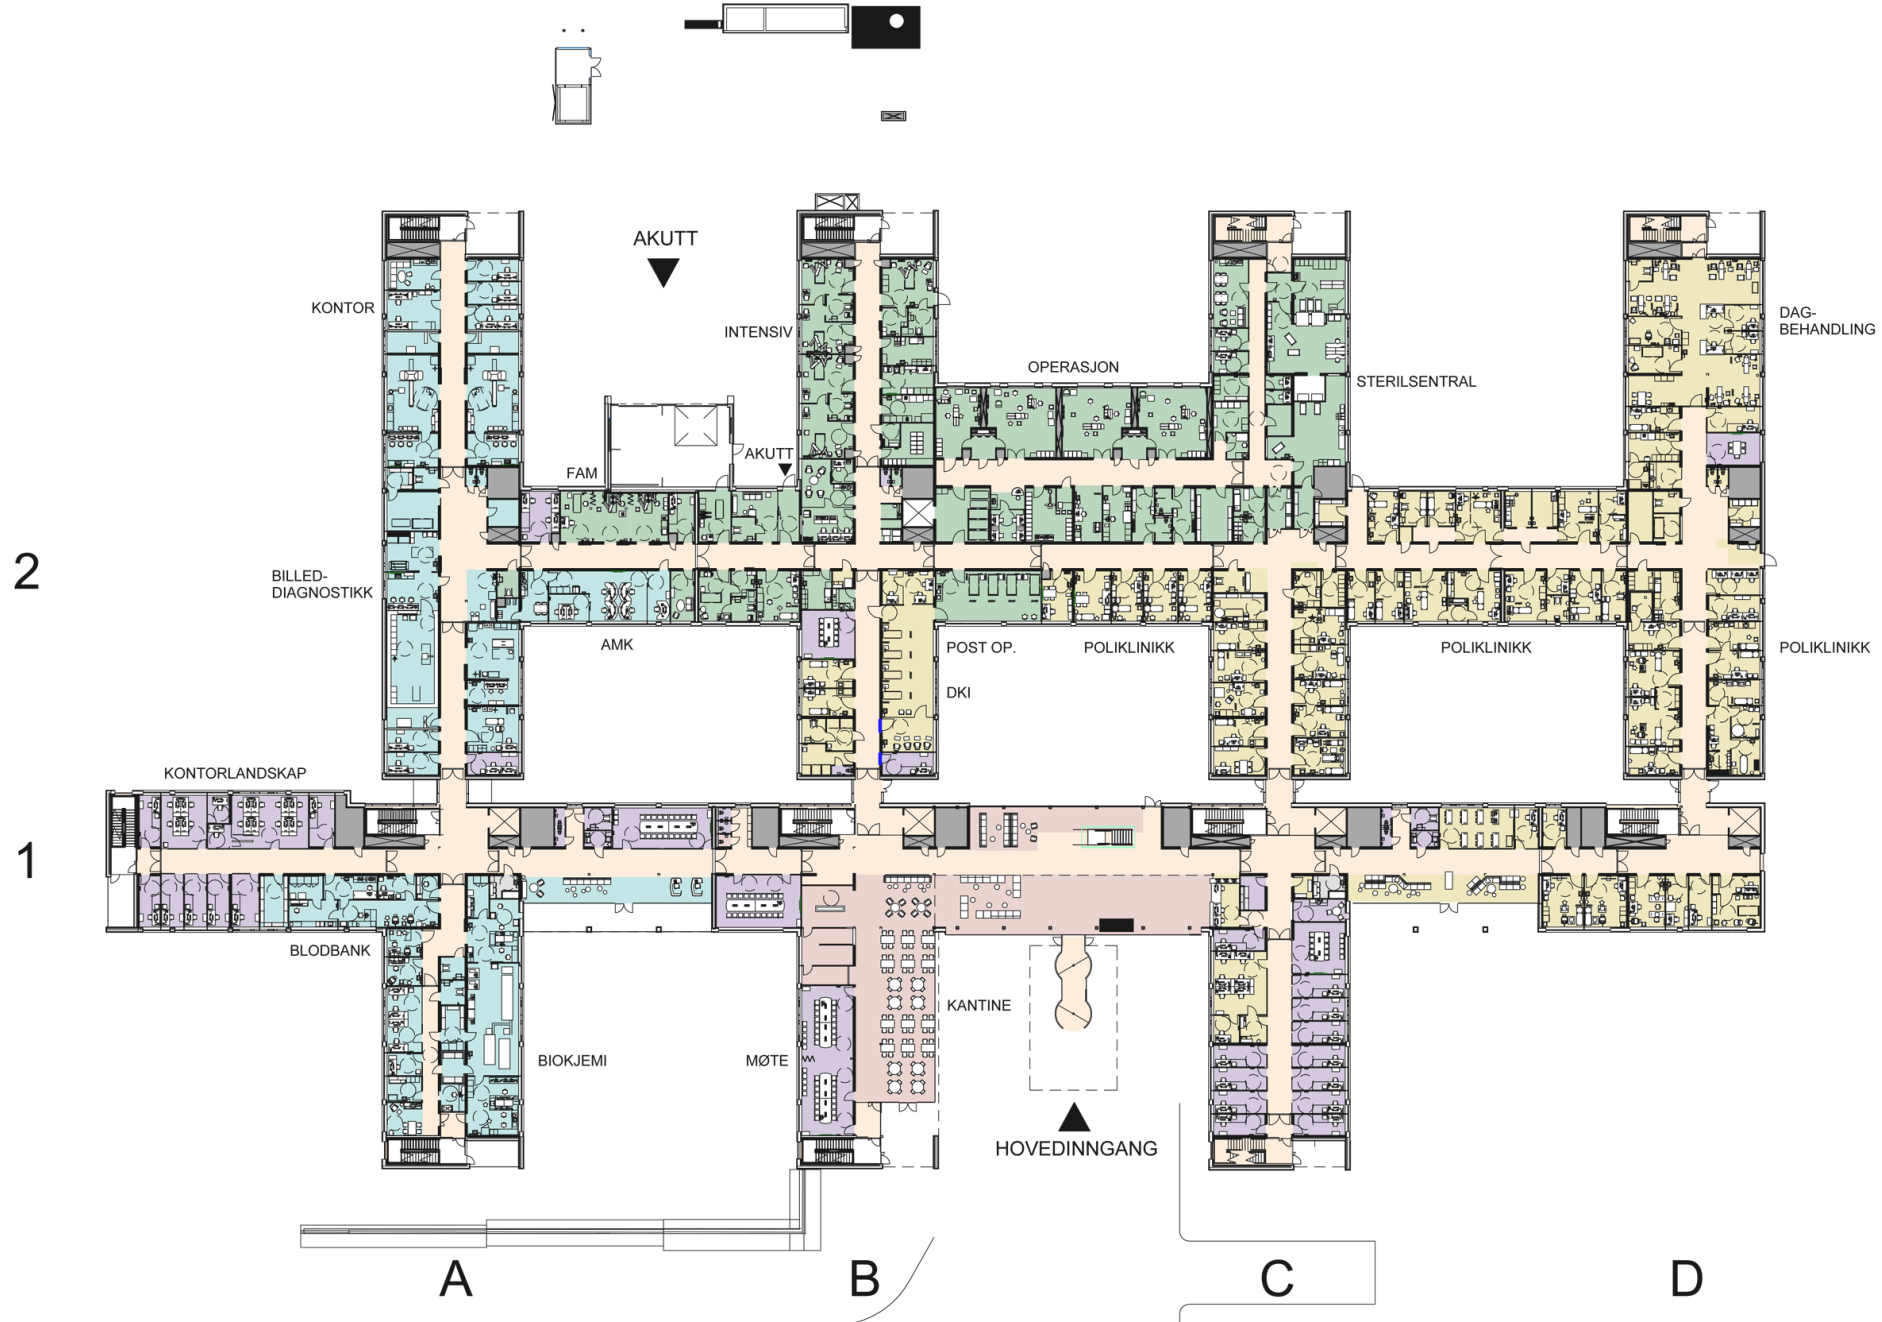 AKUTT
KONTOR
INTENSIV
DAG-
BEHANDLING
OPERASJON
STERILSENTRAL
AKUTT
FAM
2
BILLED-
DIAGNOSTIKK
AMK
POST OP.
POLIKLINIKK
POLIKLINIKK
POLIKLINIKK
DKI
KONTORLANDSKAP
1
BLODBANK
KANTINE
BIOKJEMI
MØTE
HOVEDINNGANG
A
B
C
D